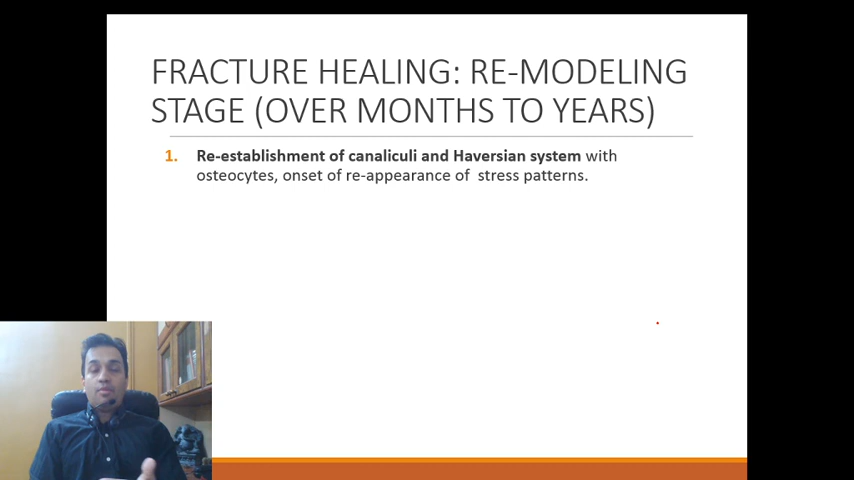 FRACTURE HEALING: RE-MODELING
STAGE (OVER MONTHS TO YEARS)
1. Re-establishment of canaliculi and Haversian system with
osteocytes, onset of re-appearance of stress patterns.